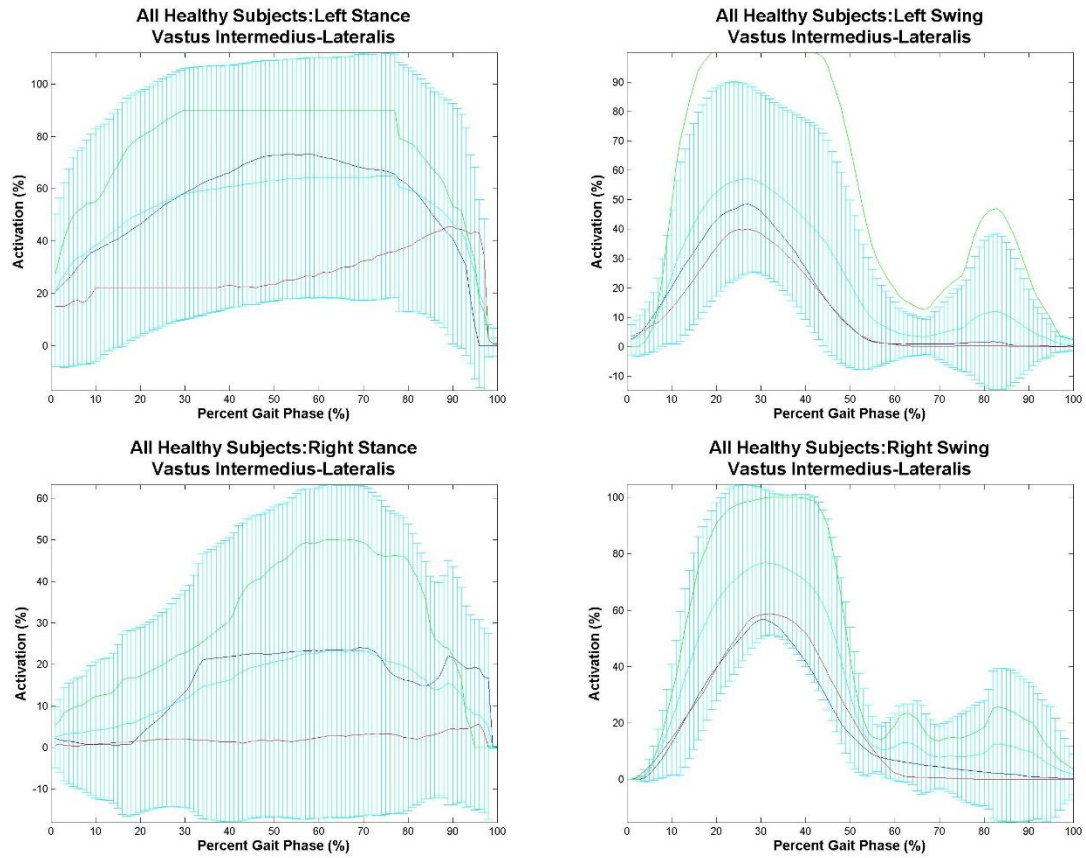 All Healthy Subjects:Left Stance
Vastus Intermedius-Lateralis
100
80
60
40
20
0
Activation (%)
0 10 20 30 40 50 60 70 80 90 100
Percent Gait Phase (%)
All Healthy Subjects:Left Swing
Vastus Intermedius-Lateralis
90
80
70
60
50
40
30
20
10
0
-10
Activation (%)
0 10 20 30 40 50 60 70 80 90 100
Percent Gait Phase (%)
All Healthy Subjects:Right Stance
Vastus Intermedius-Lateralis
60
50
40
30
20
10
0
-10
Activation (%)
0 10 20 30 40 50 60 70 80 90 100
Percent Gait Phase (%)
All Healthy Subjects:Right Swing
Vastus Intermedius-Lateralis
100
80
60
40
20
0
Activation (%)
0 10 20 30 40 50 60 70 80 90 100
Percent Gait Phase (%)